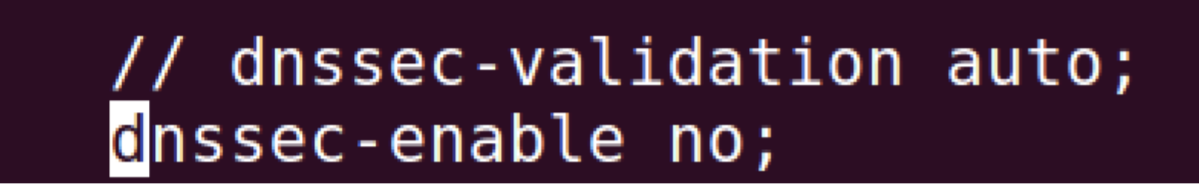 // dnssec-validation auto;
dnssec-enable no;